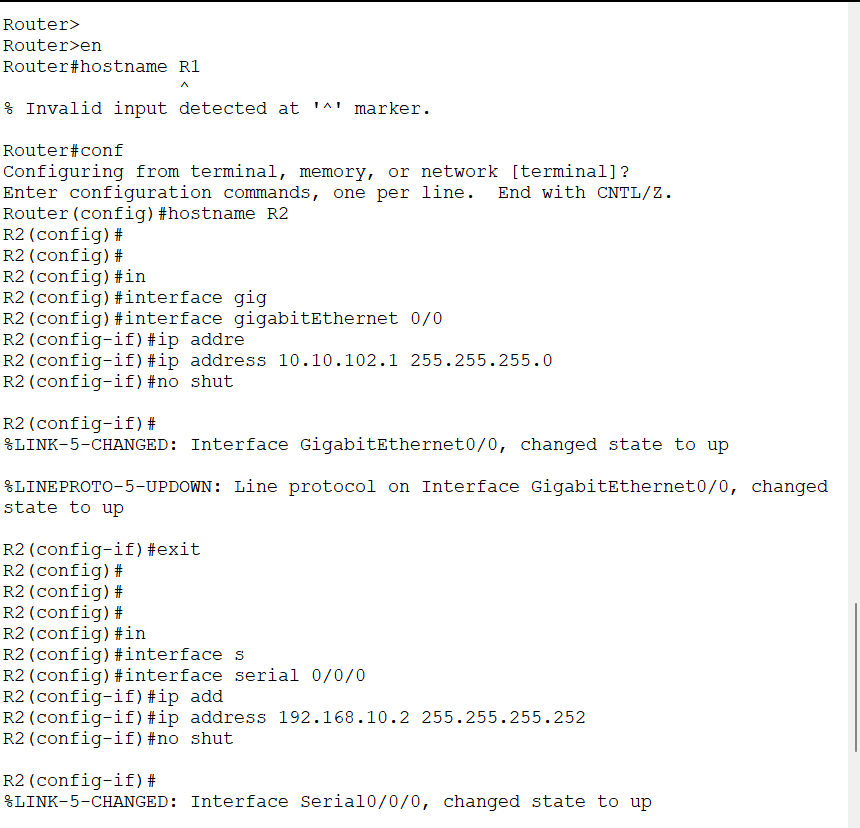 Router>
Router>en
Router#hostname R1
^
% Invalid input detected at '^' marker.
Router#conf
Configuring from terminal, memory, or network [terminal]?
Enter configuration commands, one per line.  End with CNTL/Z.
Router(config)#hostname R2
R2(config)#
R2(config)#
R2(config)#in
R2(config)#interface gig
R2(config)#interface gigabitEthernet 0/0
R2(config-if)#ip addre
R2(config-if)#ip address 10.10.102.1 255.255.255.0
R2(config-if)#no shut
R2(config-if)#
%LINK-5-CHANGED: Interface GigabitEthernet0/0, changed state to up
%LINEPROTO-5-UPDOWN: Line protocol on Interface GigabitEthernet0/0, changed
state to up
R2(config-if)#exit
R2(config)#
R2(config)#
R2(config)#
R2(config)#in
R2(config)#interface s
R2(config)#interface serial 0/0/0
R2(config-if)#ip add
R2(config-if)#ip address 192.168.10.2 255.255.255.252
R2(config-if)#no shut
R2(config-if)#
%LINK-5-CHANGED: Interface Serial0/0/0, changed state to up